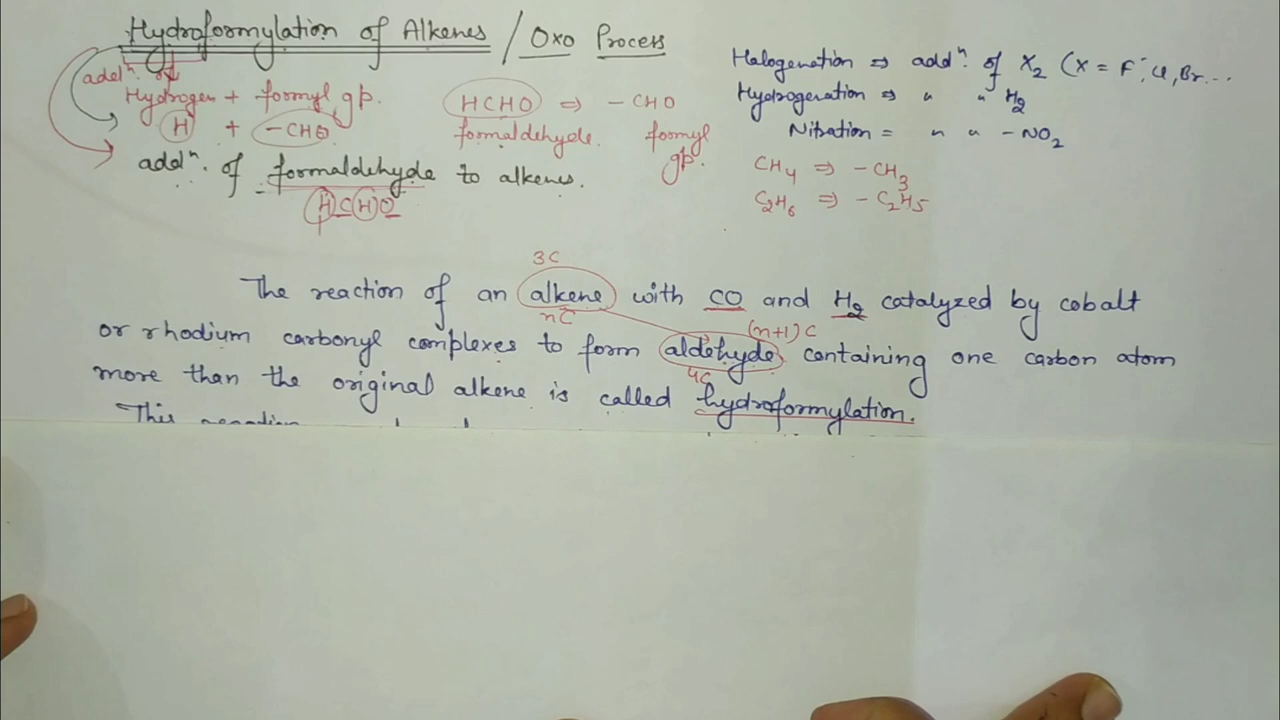 Hydroformylation of Alkenes / Oxo Process
addn. of
Hydrogen + formyl gp.
H + -CHO
addn. of formaldehyde to alkenes.
HCHO
HCHO ⇒ -CHO
formaldehyde. formyl gp.
Halogenation ⇒ addn. of X2 (X = F, Cl, Br...
Hydrogenation ⇒ " " H2
Nitration = " " -NO2
CH4 ⇒ -CH3
C2H6 ⇒ -C2H5
3C
The reaction of an alkene with CO and H2 catalyzed by cobalt
nC (n+1)C
or rhodium carbonyl complexes to form aldehyde containing one carbon atom
4C
more than the original alkene is called hydroformylation.
This